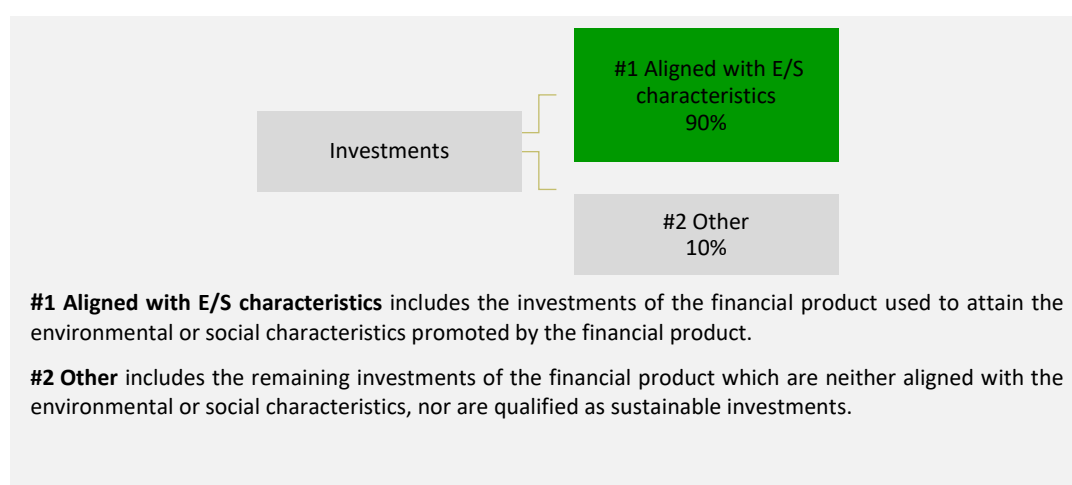 #1 Aligned with E/S
characteristics
90%
Investments
#2 Other
10%
#1 Aligned with E/S characteristics includes the investments of the financial product used to attain the
environmental or social characteristics promoted by the financial product.
#2 Other includes the remaining investments of the financial product which are neither aligned with the
environmental or social characteristics, nor are qualified as sustainable investments.